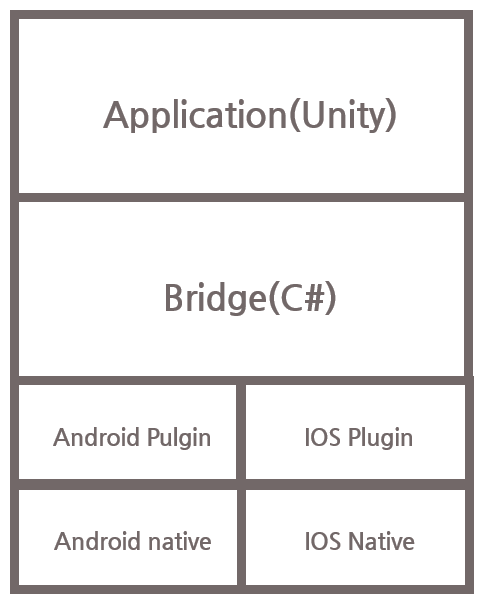 Application(Unity)
Bridge(C#)
Android Pulgin
IOS Plugin
Android native
IOS Native